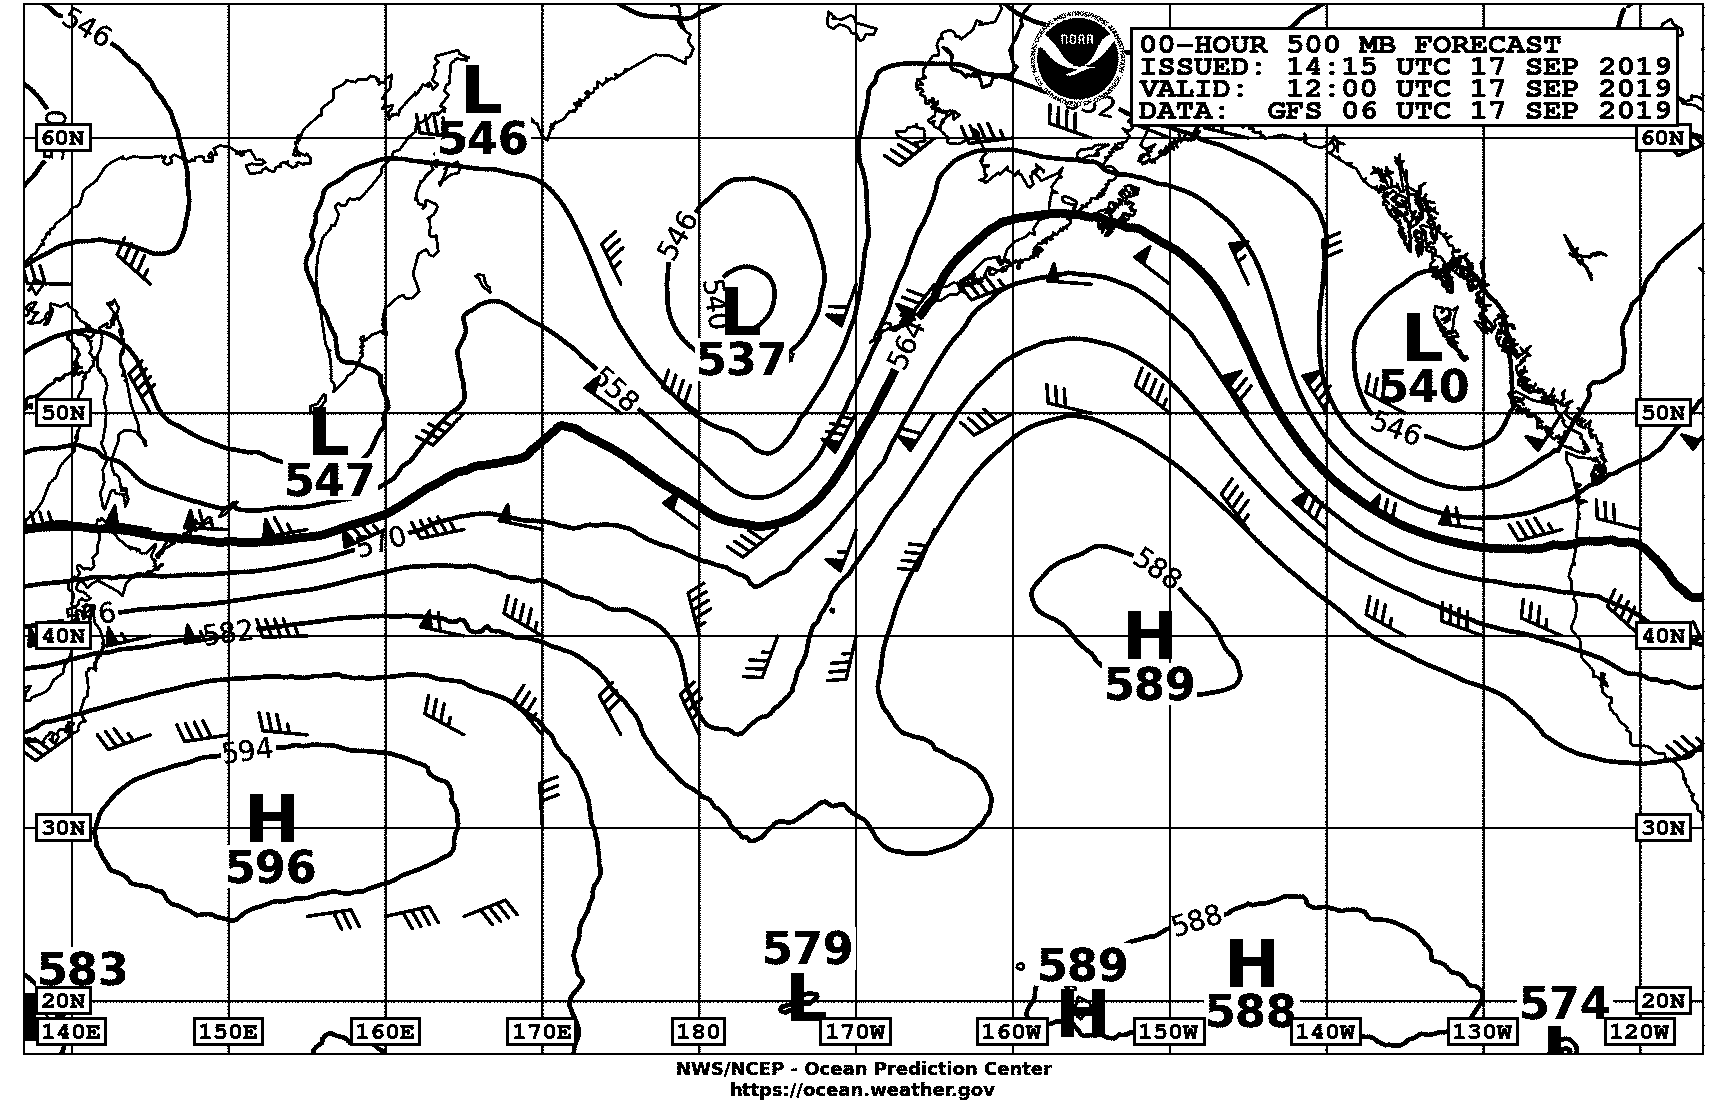 546
NOAA
00-HOUR 500 MB FORECAST
ISSUED: 14:15 UTC 17 SEP 2019
VALID: 12:00 UTC 17 SEP 2019
DATA: GFS 06 UTC 17 SEP 2019
L
546
60N
60N
546
540
L
537
564
L
540
558
50N
50N
546
L
547
570
588
576
582
40N
40N
H
589
594
H
596
30N
30N
588
579
L
583
589
H
H
588
574
L
20N
20N
140E 150E 160E 170E 180 170W 160W 150W 140W 130W 120W
NWS/NCEP - Ocean Prediction Center
https://ocean.weather.gov